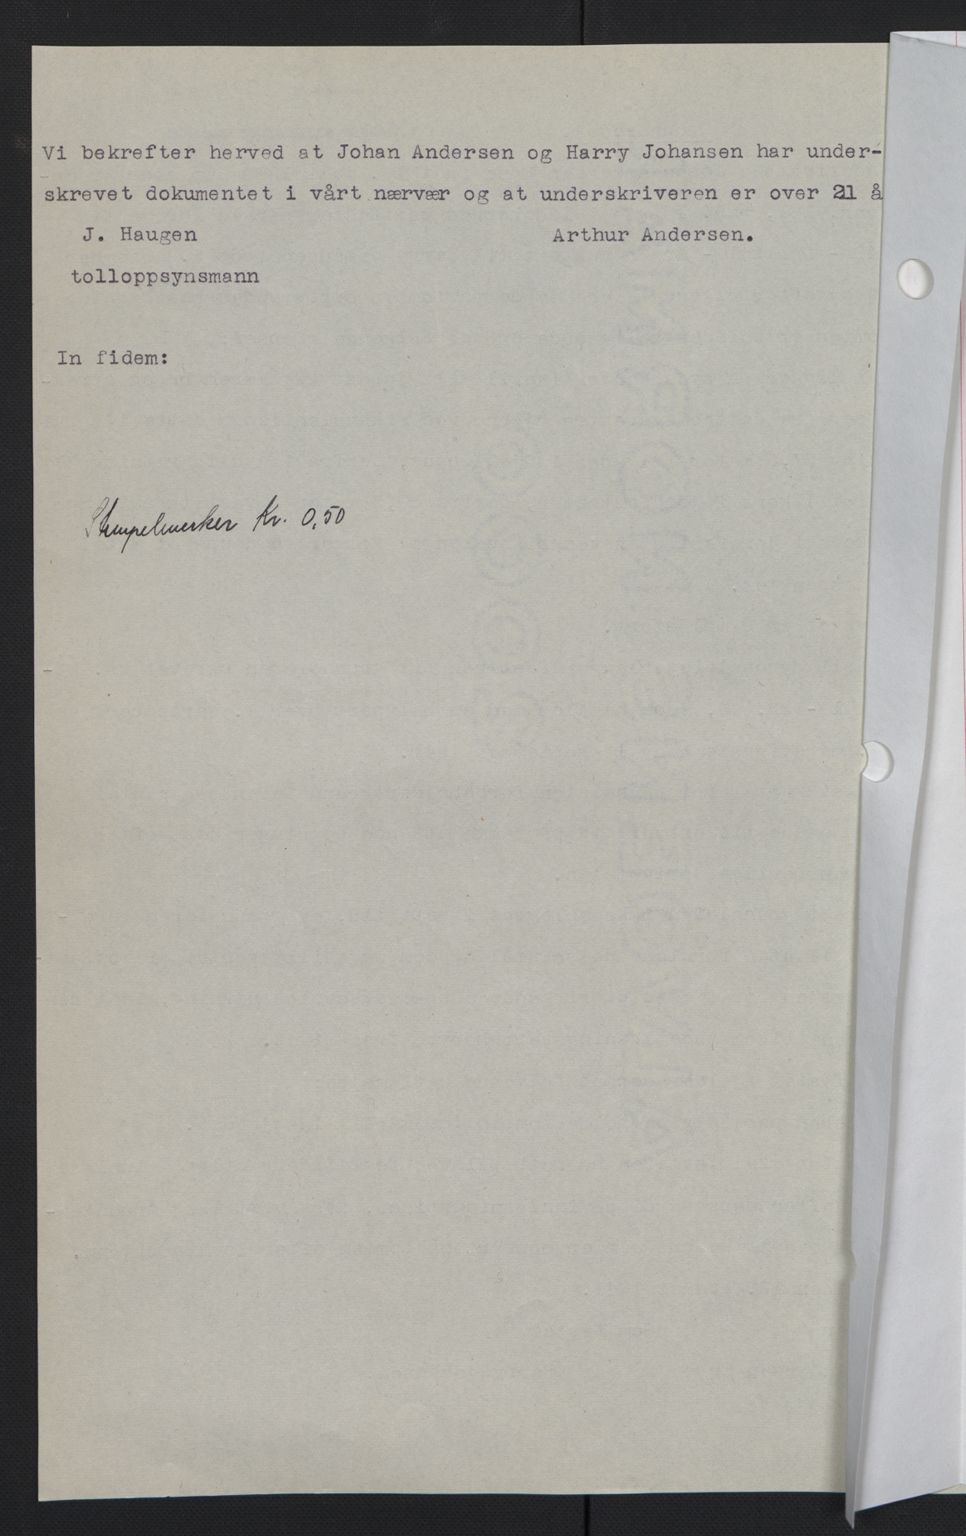 Vi bekrefter herved at Johan Andersen og Harry Johansen har under-
skrevet dokumentet i vårt nærvær og at underskriveren er over 21 å
J. Haugen Arthur Andersen.
tolloppsynsmann
In fidem:
Stempelmerker Kr. 0,50